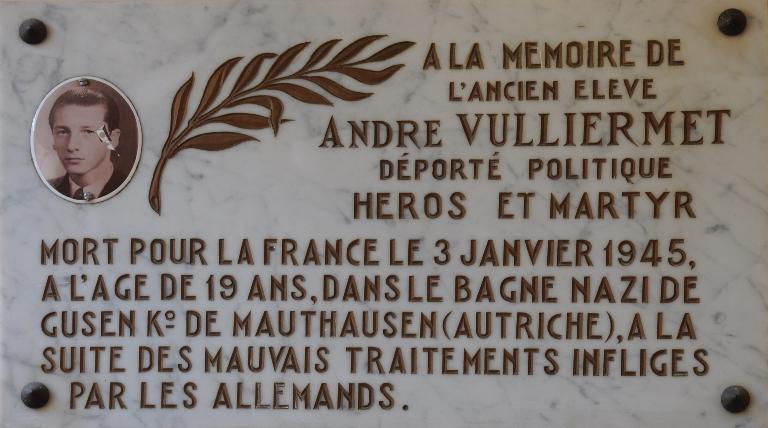 A LA MEMOIRE DE
L'ANCIEN ELEVE
ANDRE VULLIERMET
DÉPORTÉ POLITIQUE
HEROS ET MARTYR
MORT POUR LA FRANCE LE 3 JANVIER 1945,
A L'AGE DE 19 ANS, DANS LE BAGNE NAZI DE
GUSEN Kº DE MAUTHAUSEN (AUTRICHE), A LA
SUITE DES MAUVAIS TRAITEMENTS INFLIGES
PAR LES ALLEMANDS.